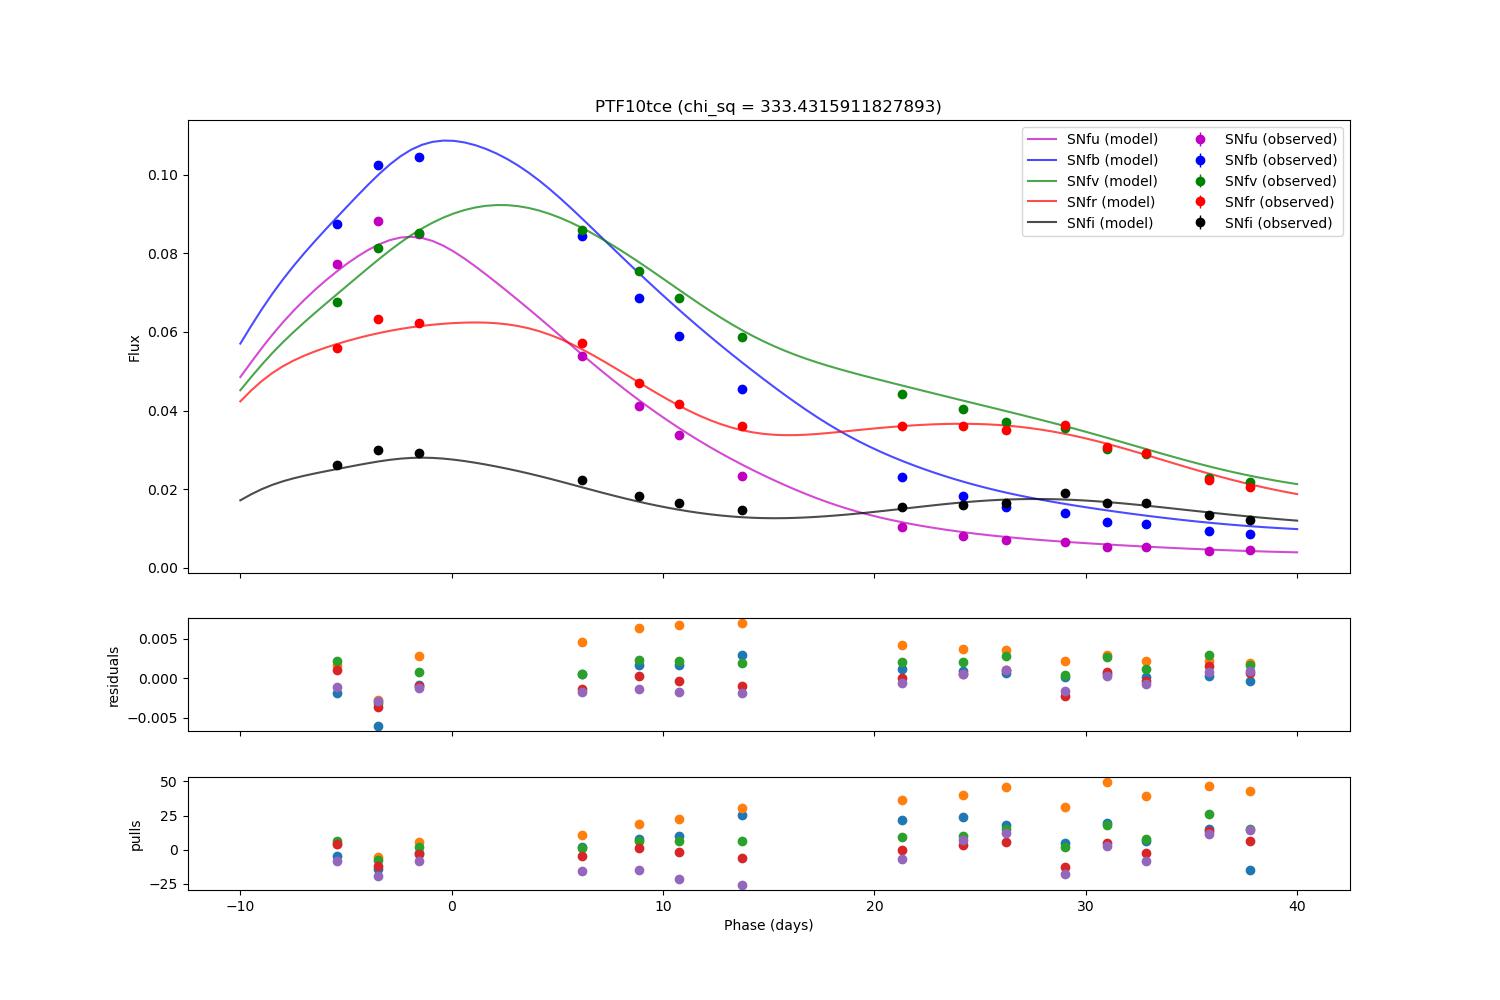 PTF10tce (chi_sq = 333.4315911827893)
SNfu (model) SNfu (observed)
SNfb (model) SNfb (observed)
SNfv (model) SNfv (observed)
SNfr (model) SNfr (observed)
SNfi (model) SNfi (observed)
Flux
0.10
0.08
0.06
0.04
0.02
0.00
residuals
0.005
0.000
−0.005
pulls
50
25
0
−25
−10 0 10 20 30 40
Phase (days)